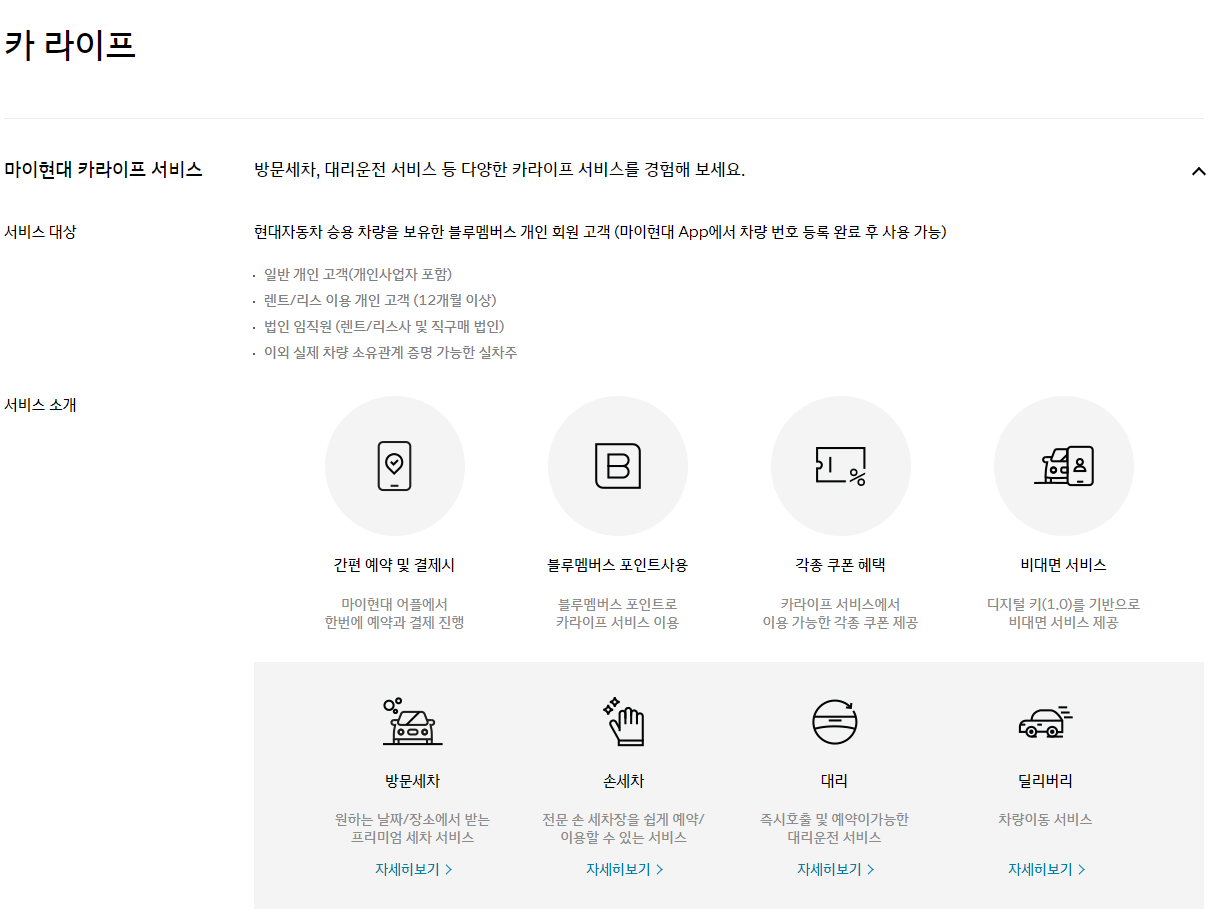 카 라이프
마이현대 카라이프 서비스
방문세차, 대리운전 서비스 등 다양한 카라이프 서비스를 경험해 보세요.
서비스 대상
현대자동차 승용 차량을 보유한 블루멤버스 개인 회원 고객 (마이현대 App에서 차량 번호 등록 완료 후 사용 가능)
· 일반 개인 고객(개인사업자 포함)
· 렌트/리스 이용 개인 고객 (12개월 이상)
· 법인 임직원 (렌트/리스사 및 직구매 법인)
· 이외 실제 차량 소유관계 증명 가능한 실차주
서비스 소개
B
%
간편 예약 및 결제시
마이현대 어플에서
한번에 예약과 결제 진행
블루멤버스 포인트사용
블루멤버스 포인트로
카라이프 서비스 이용
각종 쿠폰 혜택
카라이프 서비스에서
이용 가능한 각종 쿠폰 제공
비대면 서비스
디지털 키(1.0)를 기반으로
비대면 서비스 제공
방문세차
원하는 날짜/장소에서 받는
프리미엄 세차 서비스
자세히보기 >
손세차
전문 손 세차장을 쉽게 예약/
이용할 수 있는 서비스
자세히보기 >
대리
즉시호출 및 예약이가능한
대리운전 서비스
자세히보기 >
딜리버리
차량이동 서비스
자세히보기 >